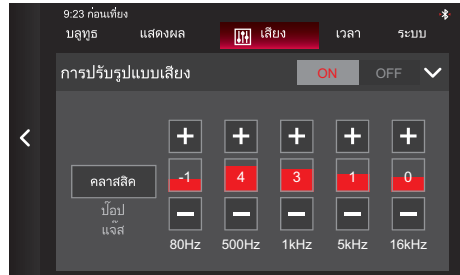 9:23 ก่อนเที่ยง
บลูทูธ แสดงผล เสียง เวลา ระบบ
การปรับรูปแบบเสียง ON OFF
+ + + + +
คลาสสิค -1 4 3 1 0
ป๊อป
แจ๊ส
− − − − −
80Hz 500Hz 1kHz 5kHz 16kHz